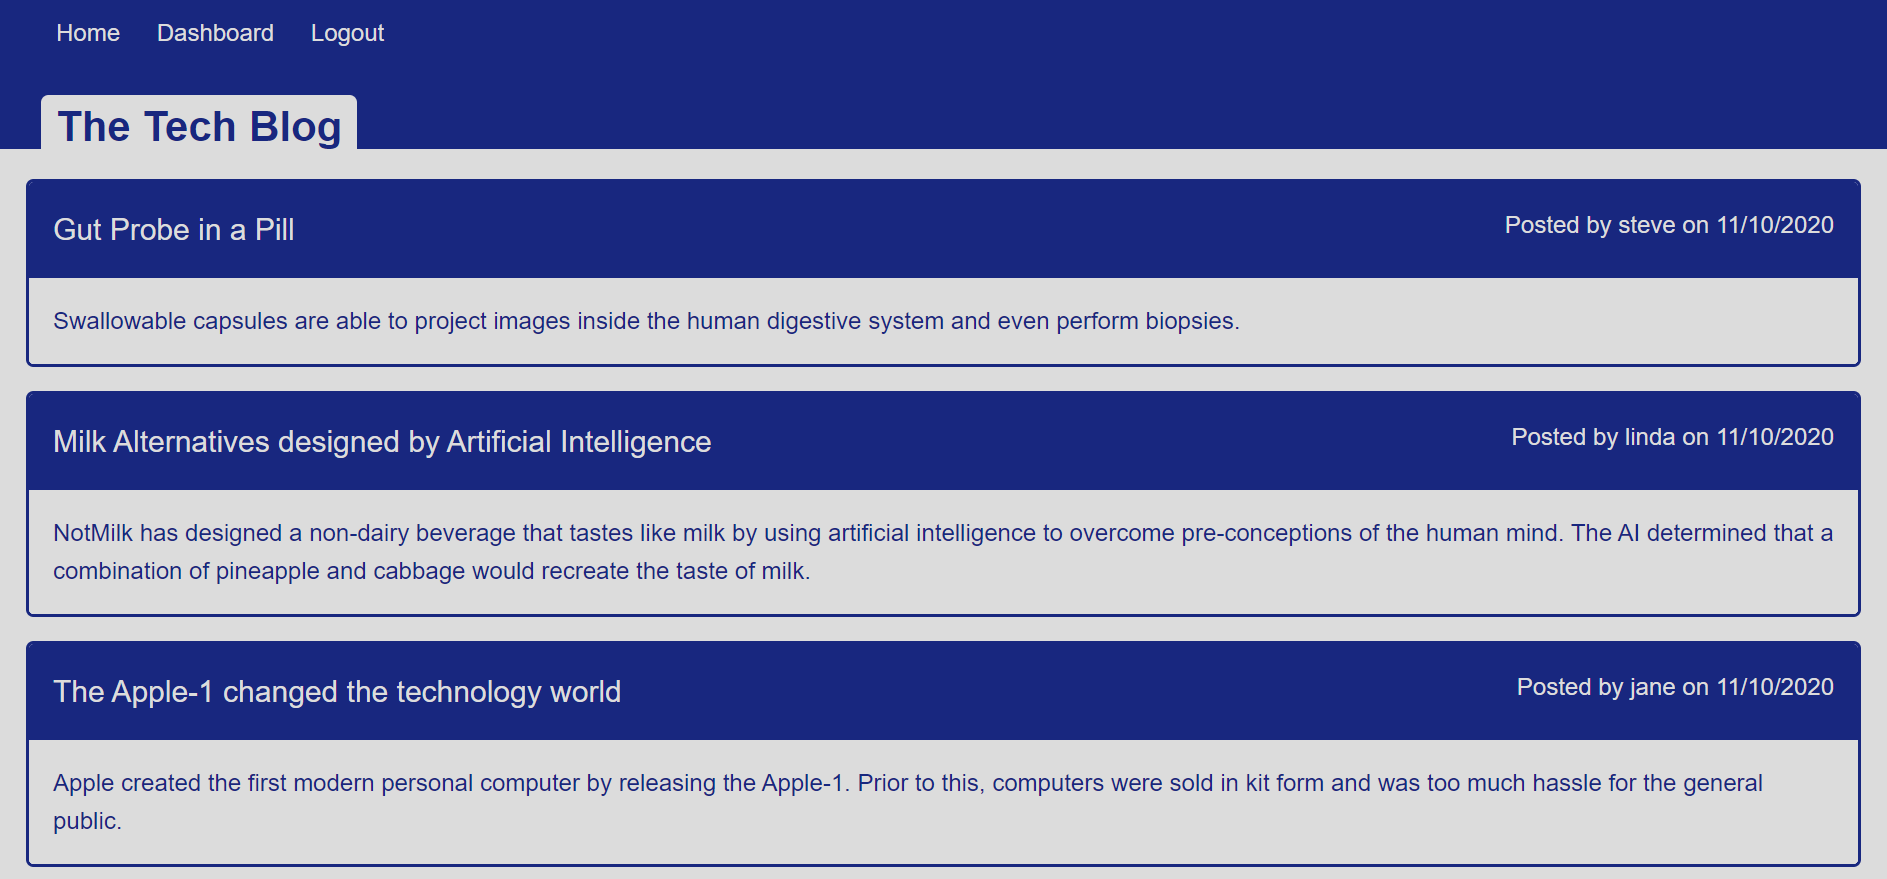 Home Dashboard Logout
The Tech Blog
Gut Probe in a Pill
Posted by steve on 11/10/2020
Swallowable capsules are able to project images inside the human digestive system and even perform biopsies.
Milk Alternatives designed by Artificial Intelligence
Posted by linda on 11/10/2020
NotMilk has designed a non-dairy beverage that tastes like milk by using artificial intelligence to overcome pre-conceptions of the human mind. The AI determined that a
combination of pineapple and cabbage would recreate the taste of milk.
The Apple-1 changed the technology world
Posted by jane on 11/10/2020
Apple created the first modern personal computer by releasing the Apple-1. Prior to this, computers were sold in kit form and was too much hassle for the general
public.